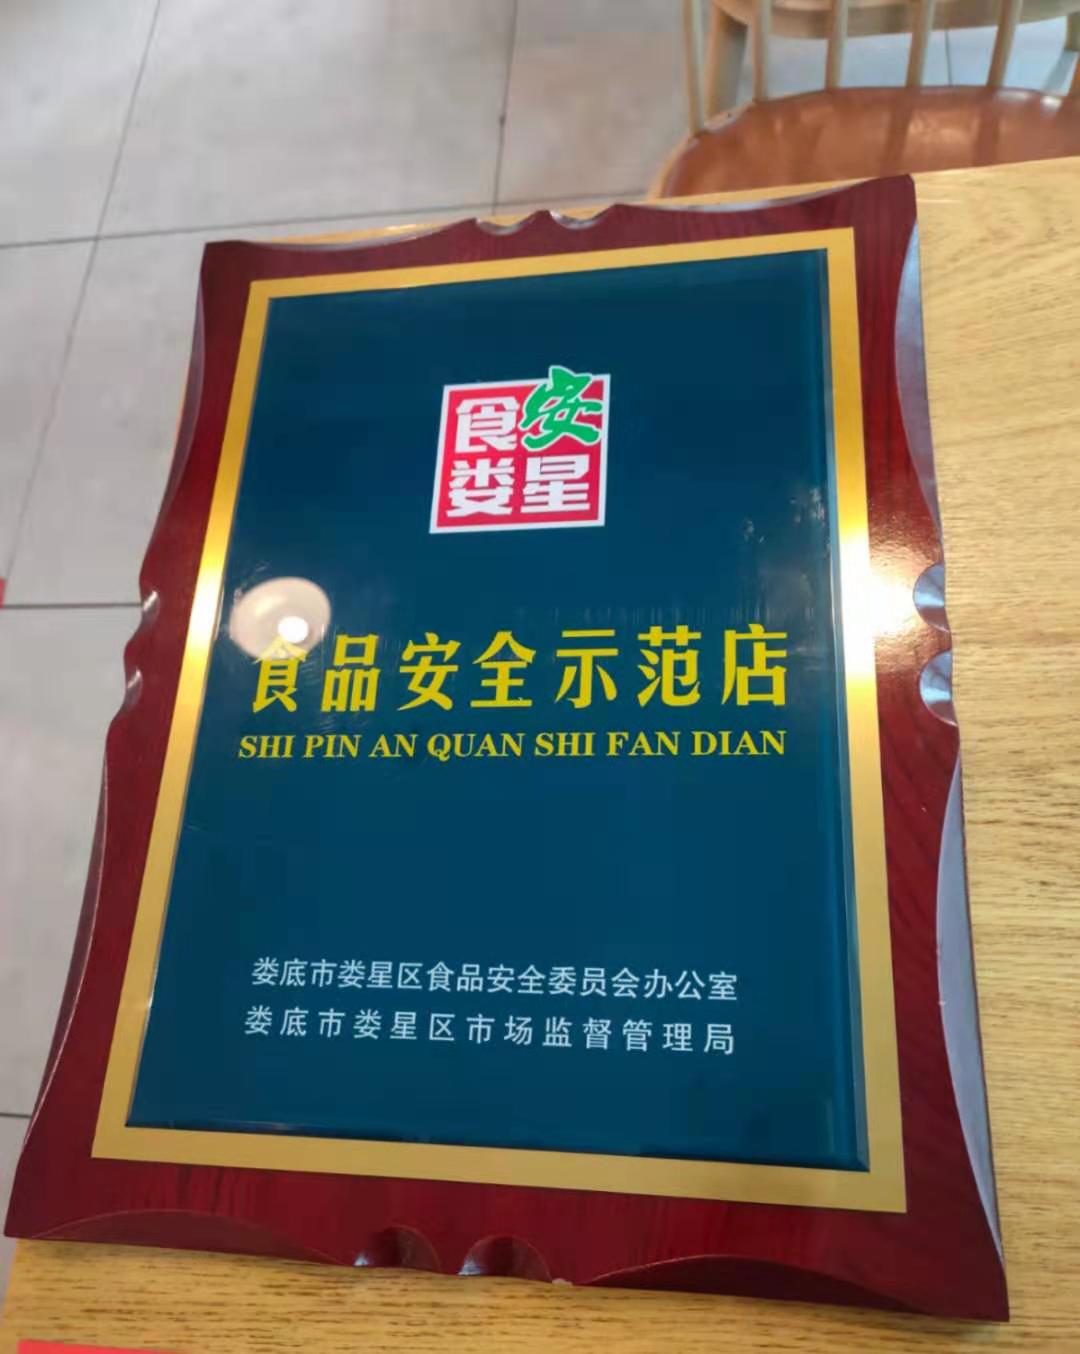 食安
娄星
食品安全示范店
SHI PIN AN QUAN SHI FAN DIAN
娄底市娄星区食品安全委员会办公室
娄底市娄星区市场监督管理局